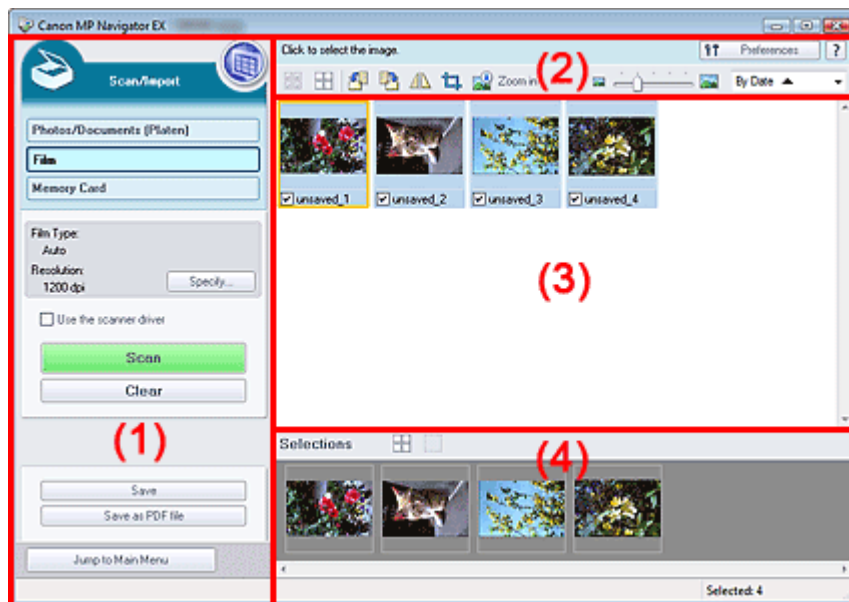 Canon MP Navigator EX
Scan/Import
Photos/Documents (Platen)
Film
Memory Card
Film Type:
Auto
Resolution:
1200 dpi
Specify...
Use the scanner driver
Scan
Clear
(1)
Save
Save as PDF file
Jump to Main Menu
Click to select the image.
Preferences
?
Zoom in
(2)
By Date
unsaved_1
unsaved_2
unsaved_3
unsaved_4
(3)
Selections
(4)
Selected: 4